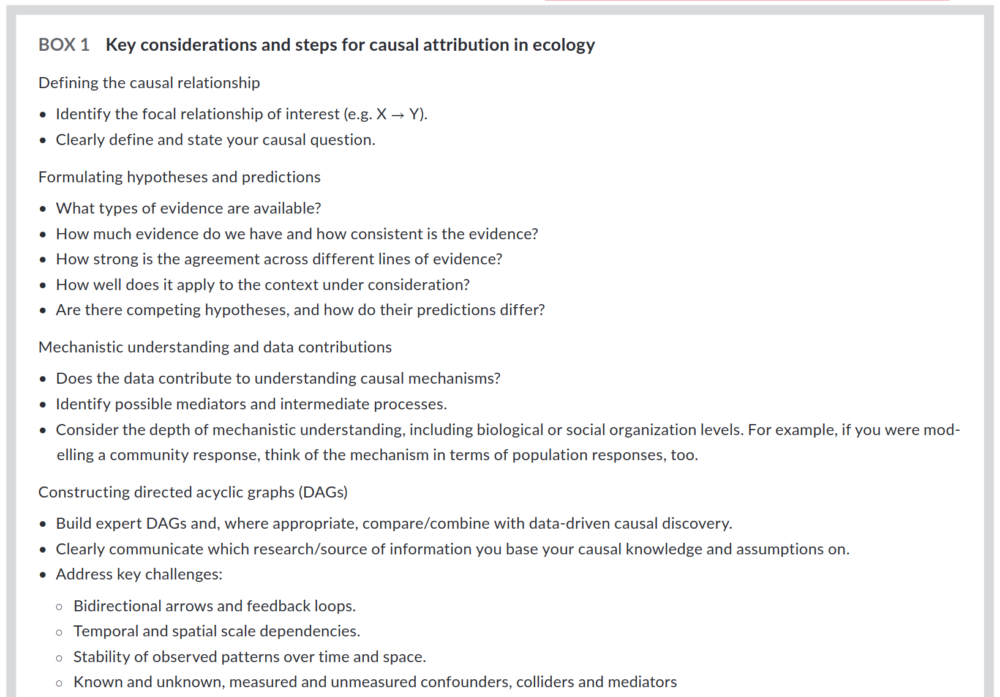 BOX 1 Key considerations and steps for causal attribution in ecology
Defining the causal relationship
• Identify the focal relationship of interest (e.g. X → Y).
• Clearly define and state your causal question.
Formulating hypotheses and predictions
• What types of evidence are available?
• How much evidence do we have and how consistent is the evidence?
• How strong is the agreement across different lines of evidence?
• How well does it apply to the context under consideration?
• Are there competing hypotheses, and how do their predictions differ?
Mechanistic understanding and data contributions
• Does the data contribute to understanding causal mechanisms?
• Identify possible mediators and intermediate processes.
• Consider the depth of mechanistic understanding, including biological or social organization levels. For example, if you were mod-
elling a community response, think of the mechanism in terms of population responses, too.
Constructing directed acyclic graphs (DAGs)
• Build expert DAGs and, where appropriate, compare/combine with data-driven causal discovery.
• Clearly communicate which research/source of information you base your causal knowledge and assumptions on.
• Address key challenges:
○ Bidirectional arrows and feedback loops.
○ Temporal and spatial scale dependencies.
○ Stability of observed patterns over time and space.
○ Known and unknown, measured and unmeasured confounders, colliders and mediators